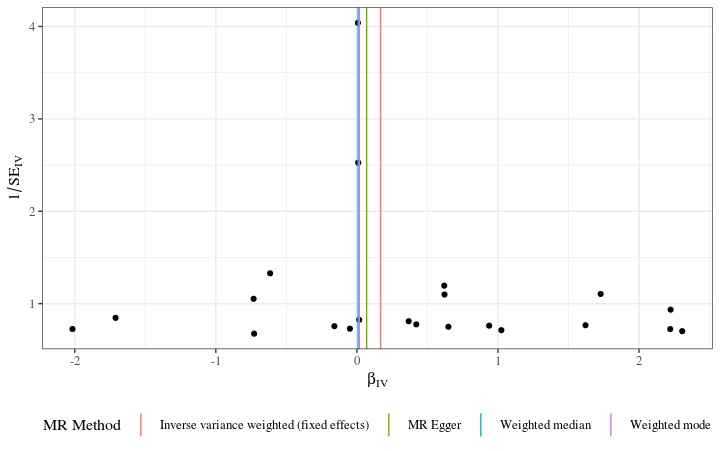 4
3
2
1
1/SE_IV
-2
-1
0
1
2
β_IV
MR Method
Inverse variance weighted (fixed effects)
MR Egger
Weighted median
Weighted mode